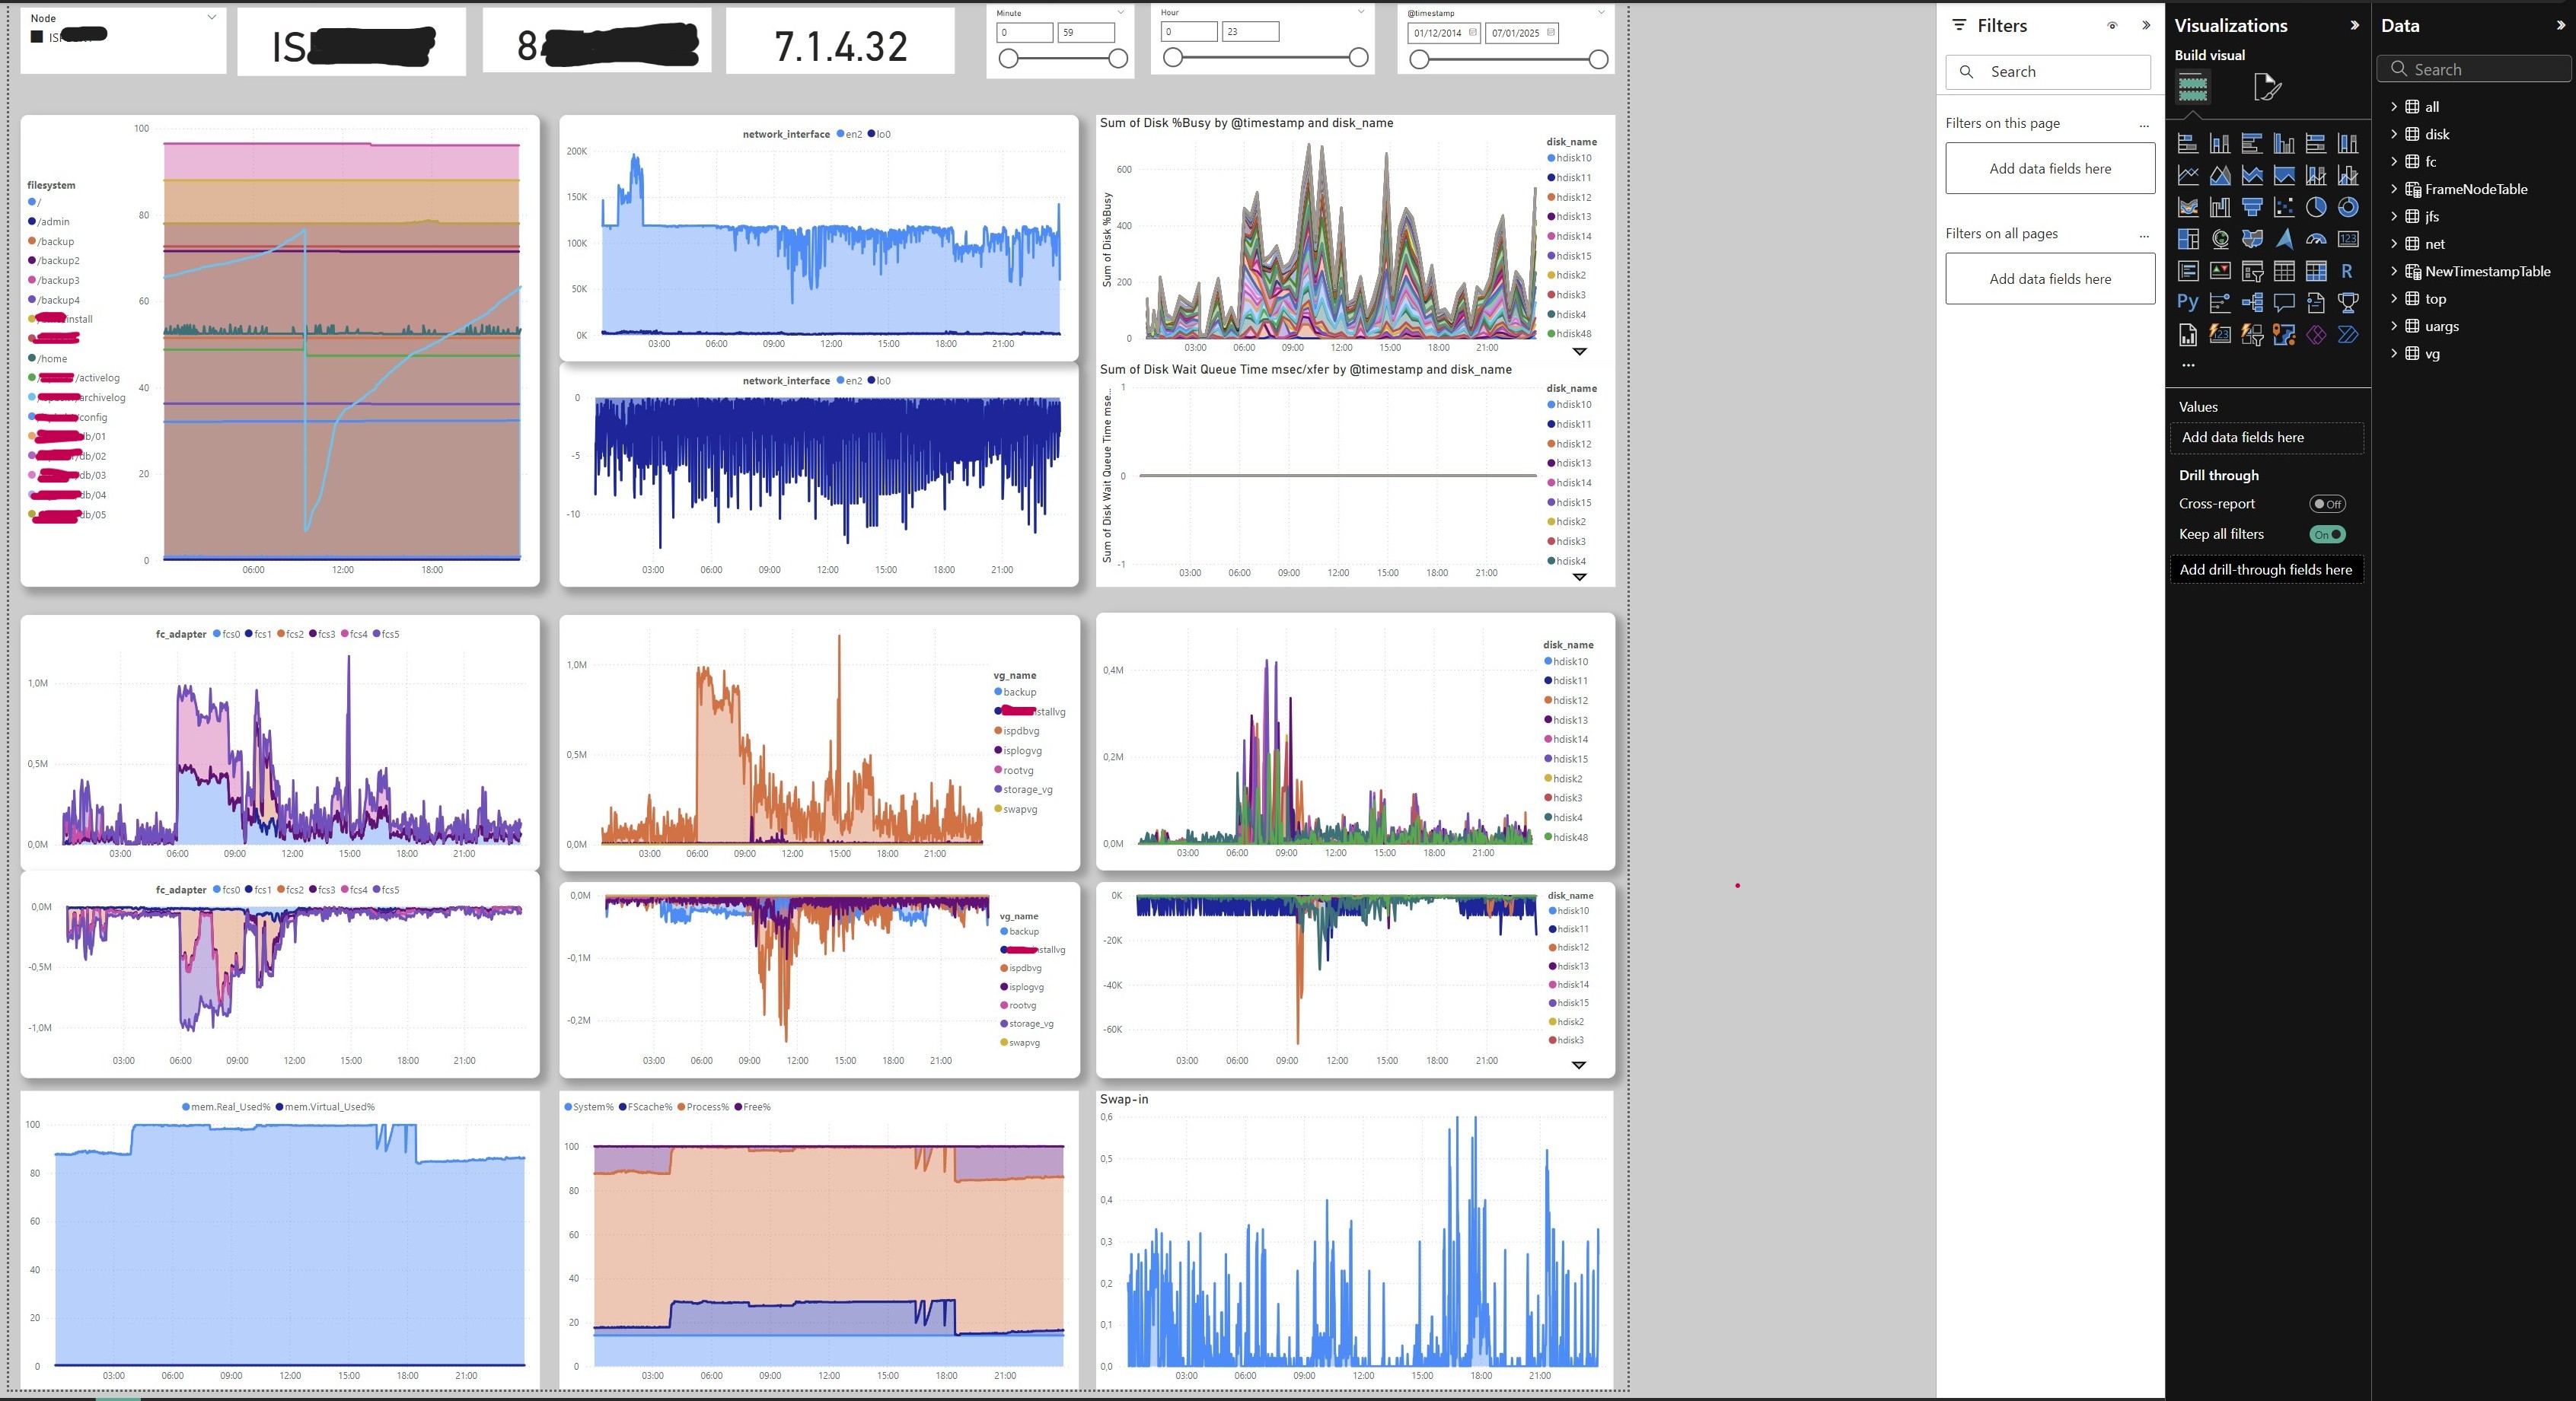 Node
IS
IS
8
7.1.4.32
Minute
0 59
Hour
0 23
@timestamp
01/12/2014 07/01/2025
filesystem
/
/admin
/backup
/backup2
/backup3
/backup4
install
/home
/activelog
archivelog
/config
db/01
db/02
db/03
db/04
db/05
100
80
60
40
20
0
06:00 12:00 18:00
network_interface en2 lo0
200K
150K
100K
50K
0K
03:00 06:00 09:00 12:00 15:00 18:00 21:00
network_interface en2 lo0
0
-5
-10
03:00 06:00 09:00 12:00 15:00 18:00 21:00
Sum of Disk %Busy by @timestamp and disk_name
Sum of Disk %Busy
600
400
200
0
03:00 06:00 09:00 12:00 15:00 18:00 21:00
disk_name
hdisk10
hdisk11
hdisk12
hdisk13
hdisk14
hdisk15
hdisk2
hdisk3
hdisk4
hdisk48
Sum of Disk Wait Queue Time msec/xfer by @timestamp and disk_name
Sum of Disk Wait Queue Time mse...
1
0
-1
03:00 06:00 09:00 12:00 15:00 18:00 21:00
disk_name
hdisk10
hdisk11
hdisk12
hdisk13
hdisk14
hdisk15
hdisk2
hdisk3
hdisk4
fc_adapter fcs0 fcs1 fcs2 fcs3 fcs4 fcs5
1,0M
0,5M
0,0M
03:00 06:00 09:00 12:00 15:00 18:00 21:00
fc_adapter fcs0 fcs1 fcs2 fcs3 fcs4 fcs5
0,0M
-0,5M
-1,0M
03:00 06:00 09:00 12:00 15:00 18:00 21:00
1,0M
0,5M
0,0M
03:00 06:00 09:00 12:00 15:00 18:00 21:00
vg_name
backup
stallvg
ispdbvg
isplogvg
rootvg
storage_vg
swapvg
0,0M
-0,1M
-0,2M
03:00 06:00 09:00 12:00 15:00 18:00 21:00
vg_name
backup
stallvg
ispdbvg
isplogvg
rootvg
storage_vg
swapvg
0,4M
0,2M
0,0M
03:00 06:00 09:00 12:00 15:00 18:00 21:00
disk_name
hdisk10
hdisk11
hdisk12
hdisk13
hdisk14
hdisk15
hdisk2
hdisk3
hdisk4
hdisk48
0K
-20K
-40K
-60K
03:00 06:00 09:00 12:00 15:00 18:00 21:00
disk_name
hdisk10
hdisk11
hdisk12
hdisk13
hdisk14
hdisk15
hdisk2
hdisk3
mem.Real_Used% mem.Virtual_Used%
100
80
60
40
20
0
03:00 06:00 09:00 12:00 15:00 18:00 21:00
System% FScache% Process% Free%
100
80
60
40
20
0
03:00 06:00 09:00 12:00 15:00 18:00 21:00
Swap-in
0,6
0,5
0,4
0,3
0,2
0,1
0,0
03:00 06:00 09:00 12:00 15:00 18:00 21:00
Filters
Search
Filters on this page ...
Add data fields here
Filters on all pages ...
Add data fields here
Visualizations
Build visual
123
R
Py
123
...
Values
Add data fields here
Drill through
Cross-report Off
Keep all filters On
Add drill-through fields here
Data
Search
all
disk
fc
FrameNodeTable
jfs
net
NewTimestampTable
top
uargs
vg